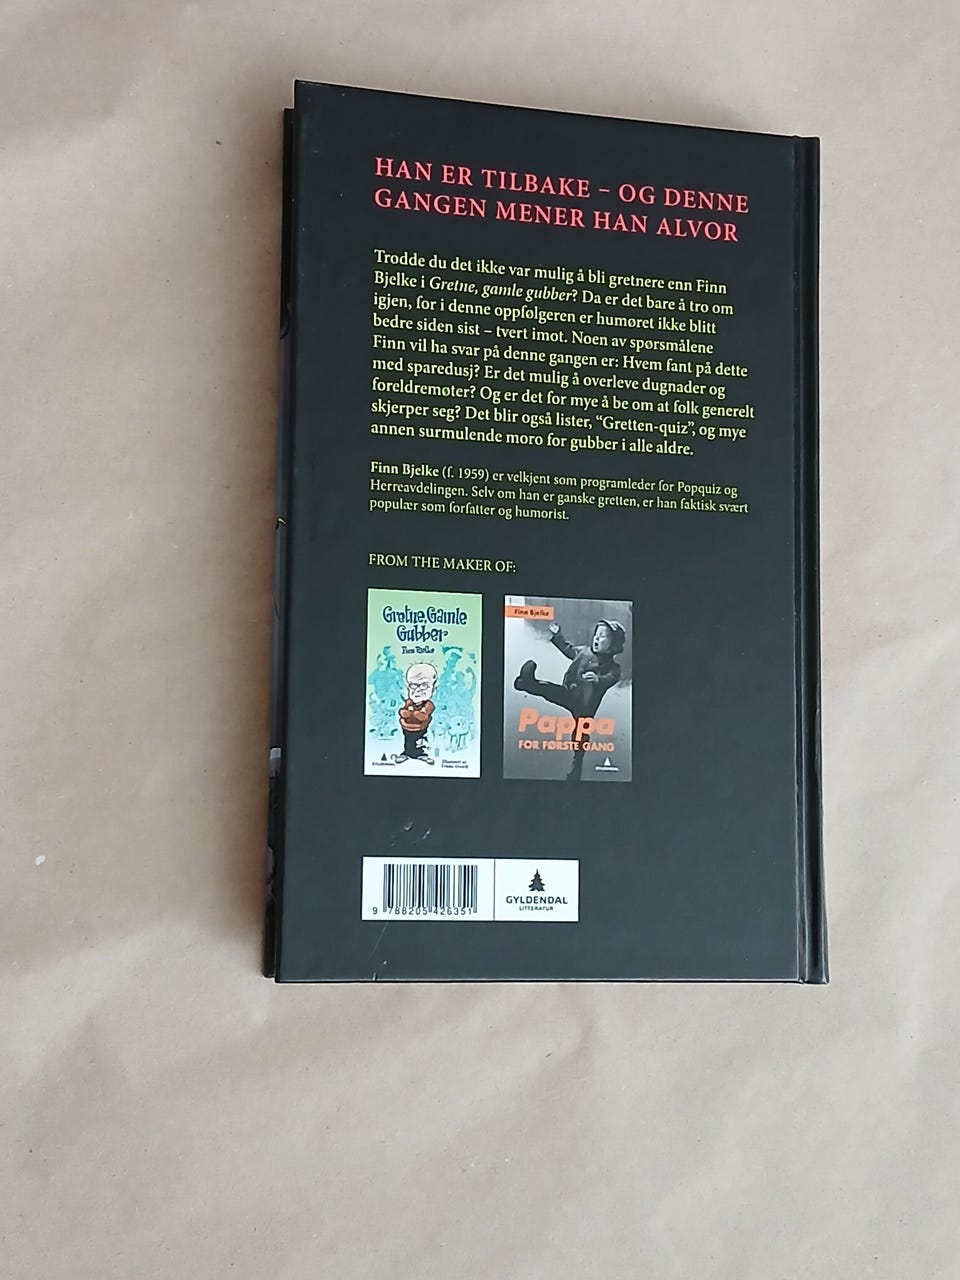 HAN ER TILBAKE – OG DENNE
GANGEN MENER HAN ALVOR
Trodde du det ikke var mulig å bli gretnere enn Finn
Bjelke i Gretne, gamle gubber? Da er det bare å tro om
igjen, for i denne oppfølgeren er humøret ikke blitt
bedre siden sist – tvert imot. Noen av spørsmålene
Finn vil ha svar på denne gangen er: Hvem fant på dette
med sparedusj? Er det mulig å overleve dugnader og
foreldremøter? Og er det for mye å be om at folk generelt
skjerper seg? Det blir også lister, “Gretten-quiz”, og mye
annen surmulende moro for gubber i alle aldre.
Finn Bjelke (f. 1959) er velkjent som programleder for Popquiz og
Herreavdelingen. Selv om han er ganske gretten, er han faktisk svært
populær som forfatter og humorist.
FROM THE MAKER OF:
Gretne, Gamle
Gubber
Finn Bjelke
GYLDENDAL
Illustrert av
Finn Bjelke
Pappa
FOR FØRSTE GANG
GYLDENDAL
9 788205 426351
GYLDENDAL
LITTERATUR